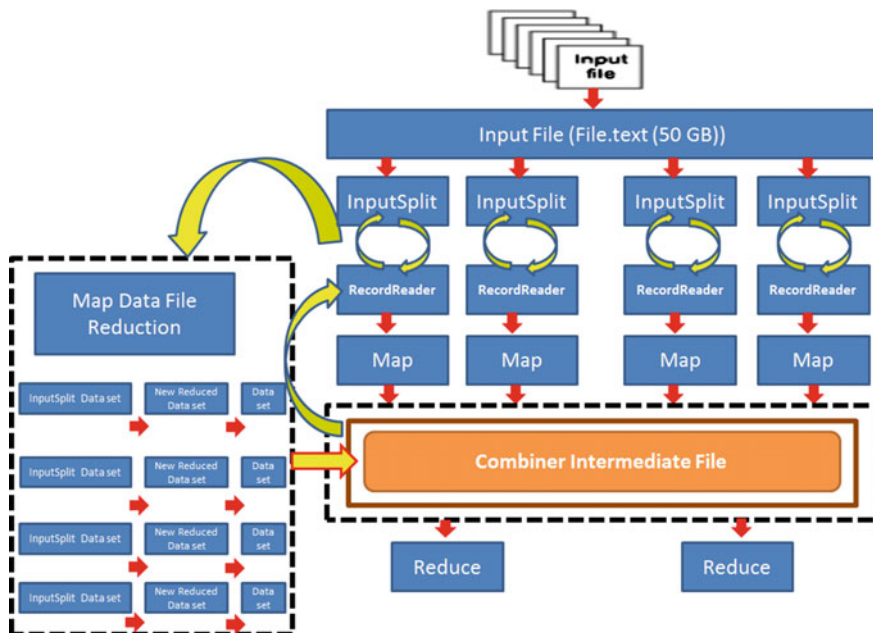 Input
file
Input File (File.text (50 GB))
InputSplit
InputSplit
InputSplit
InputSplit
RecordReader
RecordReader
RecordReader
RecordReader
Map
Map
Map
Map
Map Data File
Reduction
InputSplit Data set
New Reduced
Data set
Data
set
InputSplit Data set
New Reduced
Data set
Data
set
InputSplit Data set
New Reduced
Data set
Data
set
InputSplit Data set
New Reduced
Data set
Data
set
Combiner Intermediate File
Reduce
Reduce